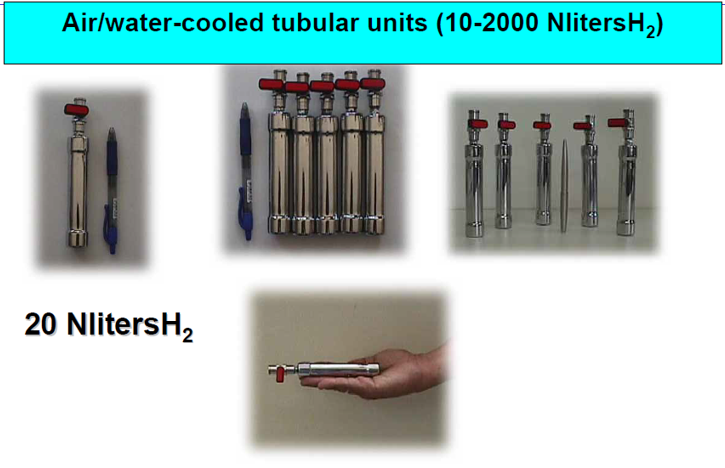 Air/water-cooled tubular units (10-2000 NlitersH₂)
20 NlitersH₂